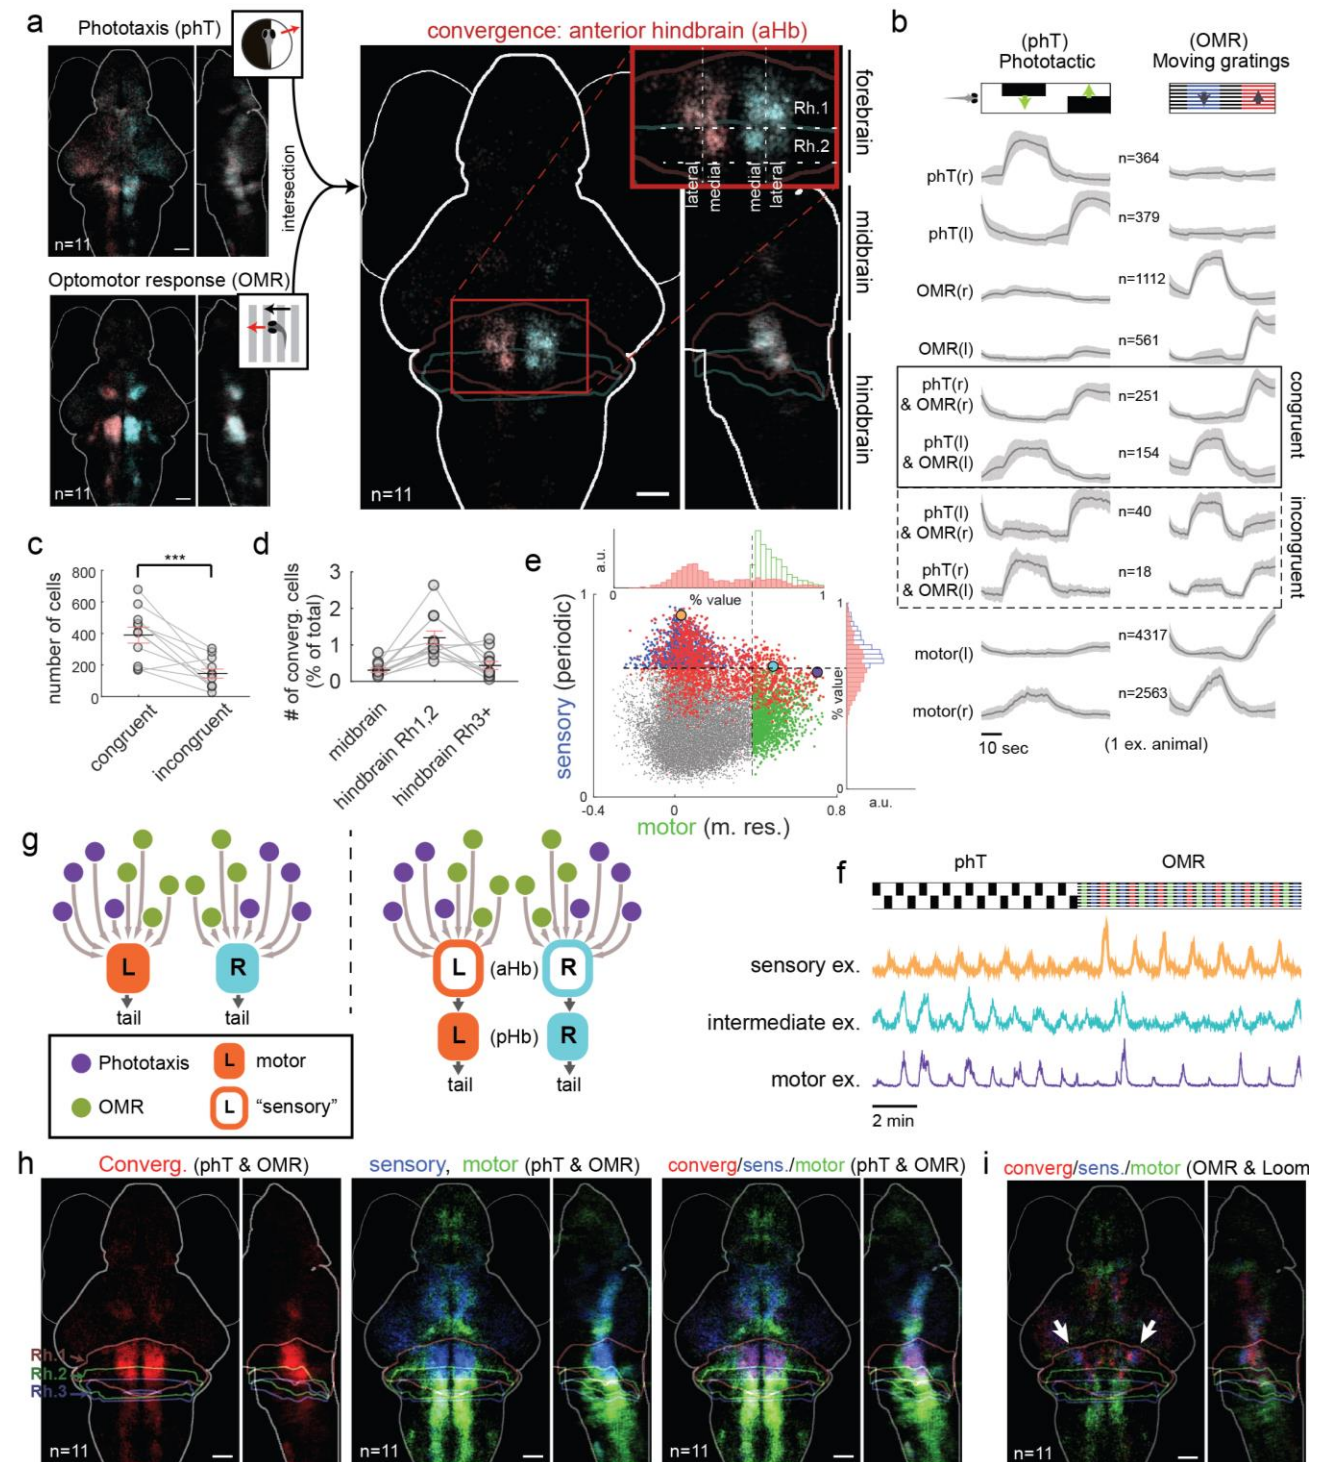 a
Phototaxis (phT)
n=11
intersection
Optomotor response (OMR)
n=11
convergence: anterior hindbrain (aHb)
Rh.1
Rh.2
lateral
medial
medial
lateral
n=11
forebrain
midbrain
hindbrain
b
(phT)
Phototactic
(OMR)
Moving gratings
phT(r)
n=364
phT(l)
n=379
OMR(r)
n=1112
OMR(l)
n=561
phT(r)
& OMR(r)
n=251
phT(l)
& OMR(l)
n=154
congruent
phT(l)
& OMR(r)
n=40
phT(r)
& OMR(l)
n=18
incongruent
motor(l)
n=4317
motor(r)
n=2563
10 sec
(1 ex. animal)
c
***
number of cells
800
600
400
200
0
congruent
incongruent
d
# of converg. cells
(% of total)
3
2
1
0
midbrain
hindbrain Rh1,2
hindbrain Rh3+
e
a.u.
0
% value
1
sensory (periodic)
1
0
-0.4
0
0.8
motor (m. res.)
1
% value
0
a.u.
f
phT
OMR
sensory ex.
intermediate ex.
motor ex.
2 min
g
L
R
tail
tail
L
(aHb)
R
L
(pHb)
R
tail
tail
Phototaxis
L
motor
OMR
L
"sensory"
h
Converg. (phT & OMR)
Rh.1
Rh.2
Rh.3
n=11
sensory, motor (phT & OMR)
converg/sens./motor (phT & OMR)
i
converg/sens./motor (OMR & Loom
n=11